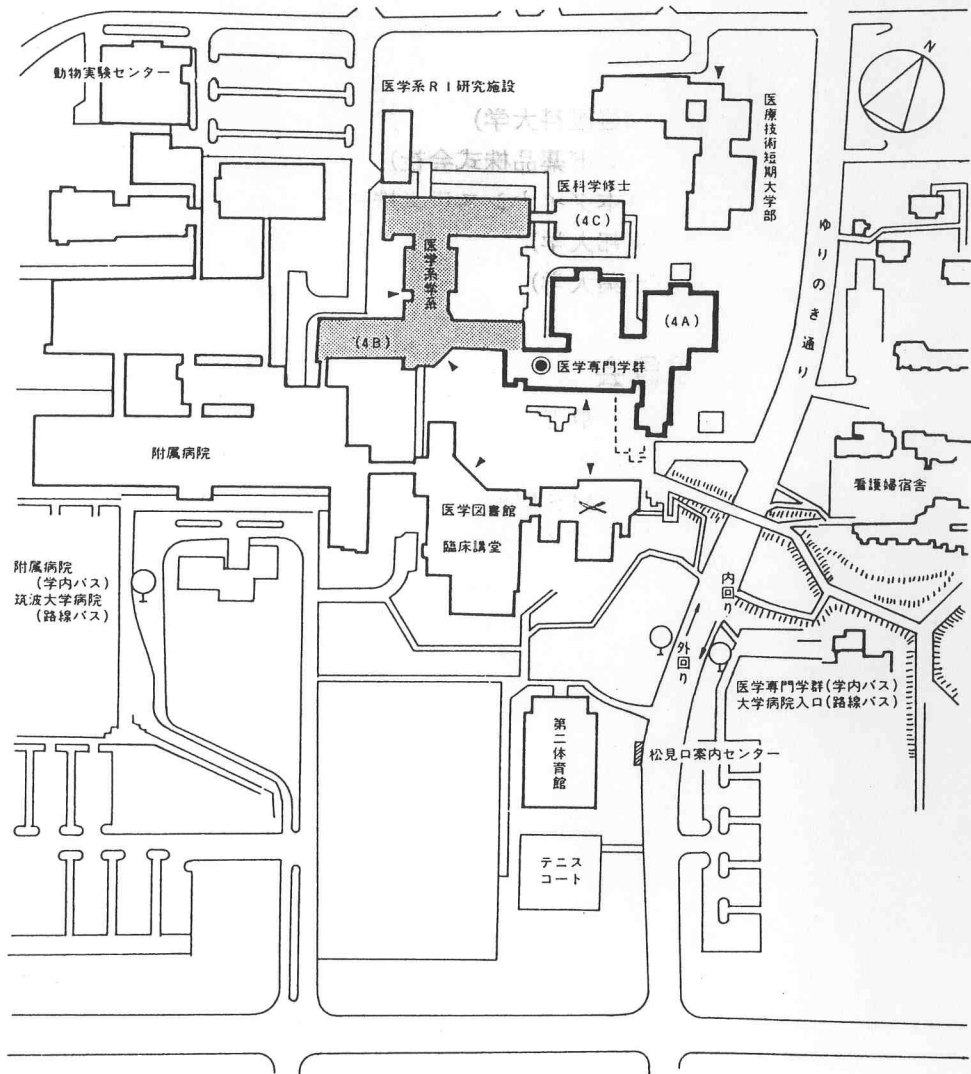 N
動物実験センター
医学系RI研究施設
医療技術短期大学部
医科学修士
(4C)
ゆりのき通り
医学系学系
(4A)
(4B)
医学専門学群
附属病院
看護婦宿舎
医学図書館
臨床講堂
附属病院
(学内バス)
筑波大学病院
(路線バス)
内回り
外回り
医学専門学群(学内バス)
大学病院入口(路線バス)
第二体育館
松見口案内センター
テニス
コート